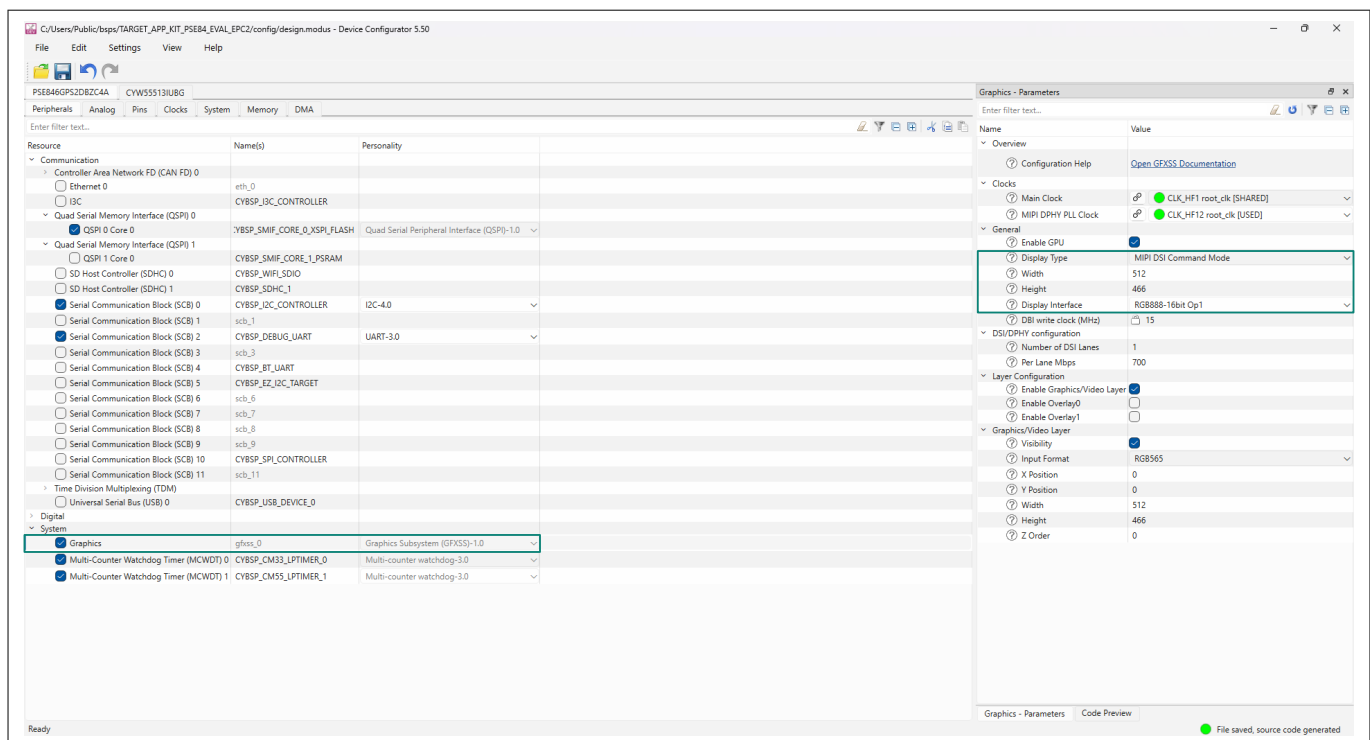 C:/Users/Public/bsps/TARGET_APP_KIT_PSE84_EVAL_EPC2/config/design.modus - Device Configurator 5.50
File Edit Settings View Help
PSE846GPS2DBZC4A CYW55513IUBG
Peripherals Analog Pins Clocks System Memory DMA
Enter filter text...
Resource Name(s) Personality
Communication
Controller Area Network FD (CAN FD) 0
Ethernet 0 eth_0
I3C CYBSP_I3C_CONTROLLER
Quad Serial Memory Interface (QSPI) 0
QSPI 0 Core 0 :YBSP_SMIF_CORE_0_XSPI_FLASH Quad Serial Peripheral Interface (QSPI)-1.0
Quad Serial Memory Interface (QSPI) 1
QSPI 1 Core 0 CYBSP_SMIF_CORE_1_PSRAM
SD Host Controller (SDHC) 0 CYBSP_WIFI_SDIO
SD Host Controller (SDHC) 1 CYBSP_SDHC_1
Serial Communication Block (SCB) 0 CYBSP_I2C_CONTROLLER I2C-4.0
Serial Communication Block (SCB) 1 scb_1
Serial Communication Block (SCB) 2 CYBSP_DEBUG_UART UART-3.0
Serial Communication Block (SCB) 3 scb_3
Serial Communication Block (SCB) 4 CYBSP_BT_UART
Serial Communication Block (SCB) 5 CYBSP_EZ_I2C_TARGET
Serial Communication Block (SCB) 6 scb_6
Serial Communication Block (SCB) 7 scb_7
Serial Communication Block (SCB) 8 scb_8
Serial Communication Block (SCB) 9 scb_9
Serial Communication Block (SCB) 10 CYBSP_SPI_CONTROLLER
Serial Communication Block (SCB) 11 scb_11
Time Division Multiplexing (TDM)
Universal Serial Bus (USB) 0 CYBSP_USB_DEVICE_0
Digital
System
Graphics gfxss_0 Graphics Subsystem (GFXSS)-1.0
Multi-Counter Watchdog Timer (MCWDT) 0 CYBSP_CM33_LPTIMER_0 Multi-counter watchdog-3.0
Multi-Counter Watchdog Timer (MCWDT) 1 CYBSP_CM55_LPTIMER_1 Multi-counter watchdog-3.0
Graphics - Parameters
Enter filter text...
Name Value
Overview
Configuration Help Open GFXSS Documentation
Clocks
Main Clock CLK_HF1 root_clk [SHARED]
MIPI DPHY PLL Clock CLK_HF12 root_clk [USED]
General
Enable GPU
Display Type MIPI DSI Command Mode
Width 512
Height 466
Display Interface RGB888-16bit Op1
DBI write clock (MHz) 15
DSI/DPHY configuration
Number of DSI Lanes 1
Per Lane Mbps 700
Layer Configuration
Enable Graphics/Video Layer
Enable Overlay0
Enable Overlay1
Graphics/Video Layer
Visibility
Input Format RGB565
X Position 0
Y Position 0
Width 512
Height 466
Z Order 0
Graphics - Parameters Code Preview
Ready File saved, source code generated